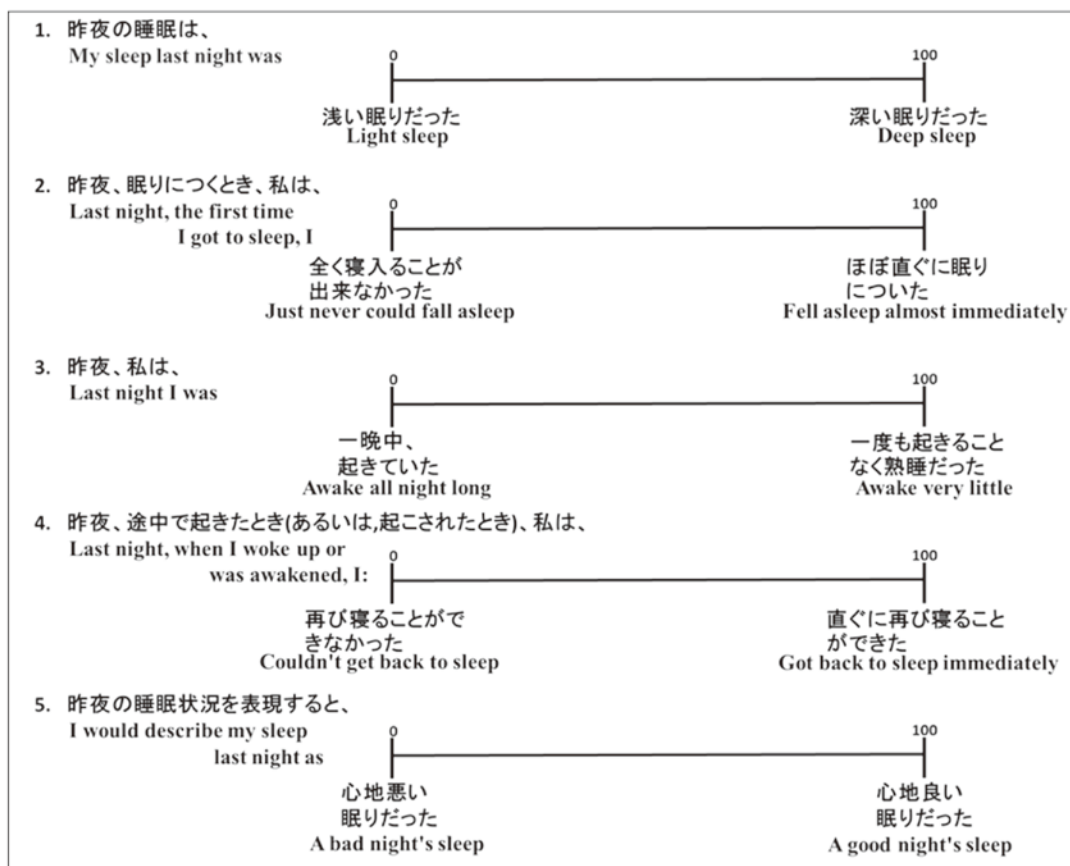 1. 昨夜の睡眠は、
My sleep last night was
0 100
浅い眠りだった 深い眠りだった
Light sleep Deep sleep
2. 昨夜、眠りにつくとき、私は、
Last night, the first time
I got to sleep, I
0 100
全く寝入ることが ほぼ直ぐに眠り
出来なかった についた
Just never could fall asleep Fell asleep almost immediately
3. 昨夜、私は、
Last night I was
0 100
一晩中、 一度も起きること
起きていた なく熟睡だった
Awake all night long Awake very little
4. 昨夜、途中で起きたとき(あるいは,起こされたとき)、私は、
Last night, when I woke up or
was awakened, I:
0 100
再び寝ることがで 直ぐに再び寝ること
きなかった ができた
Couldn't get back to sleep Got back to sleep immediately
5. 昨夜の睡眠状況を表現すると、
I would describe my sleep
last night as
0 100
心地悪い 心地良い
眠りだった 眠りだった
A bad night's sleep A good night's sleep